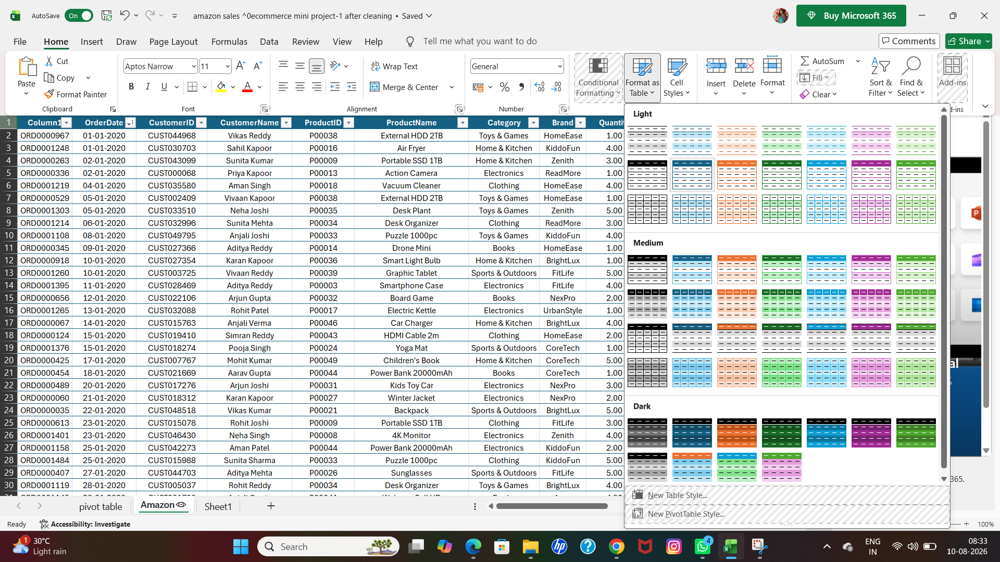 AutoSave On amazon sales ^0ecommerce mini project-1 after cleaning • Saved Buy Microsoft 365
File Home Insert Draw Page Layout Formulas Data Review View Help Tell me what you want to do Comments Share
Paste Cut Copy Format Painter Clipboard
Aptos Narrow 11 B I U A Font
Wrap Text Merge & Center Alignment
General % Number
Conditional Formatting Format as Table Cell Styles
Insert Delete Format
AutoSum Fill Clear Sort & Filter Find & Select
Add-ins
Column1 OrderDate CustomerID CustomerName ProductID ProductName Category Brand
1
2 ORD0000967 01-01-2020 CUST044968 Vikas Reddy P00038 External HDD 2TB Toys & Games HomeEase 1.00
3 ORD0001248 01-01-2020 CUST030703 Sahil Kapoor P00016 Air Fryer Home & Kitchen KiddoFun 4.00
4 ORD0000263 02-01-2020 CUST043099 Sunita Kumar P00009 Portable SSD 1TB Home & Kitchen Zenith 3.00
5 ORD0000336 02-01-2020 CUST000068 Priya Kapoor P00013 Action Camera Electronics ReadMore 1.00
6 ORD0001219 04-01-2020 CUST035580 Aman Singh P00018 Vacuum Cleaner Clothing HomeEase 4.00
7 ORD0000529 05-01-2020 CUST002409 Vivaan Kapoor P00038 External HDD 2TB Toys & Games HomeEase 1.00
8 ORD0001303 05-01-2020 CUST033510 Neha Joshi P00035 Desk Plant Toys & Games Zenith 5.00
9 ORD0001214 06-01-2020 CUST032996 Sunita Mehta P00034 Desk Organizer Clothing ReadMore 3.00
10 ORD0001108 08-01-2020 CUST049795 Anjali Joshi P00033 Puzzle 1000pc Toys & Games KiddoFun 4.00
11 ORD0000345 09-01-2020 CUST027366 Aditya Reddy P00014 Drone Mini Books HomeEase 1.00
12 ORD0000918 10-01-2020 CUST027354 Karan Kapoor P00036 Smart Light Bulb Home & Kitchen BrightLux 1.00
13 ORD0001260 10-01-2020 CUST003725 Vivaan Reddy P00039 Graphic Tablet Sports & Outdoors FitLife 5.00
14 ORD0001395 11-01-2020 CUST028469 Aditya Reddy P00003 Smartphone Case Electronics FitLife 4.00
15 ORD0000656 12-01-2020 CUST022106 Arjun Gupta P00032 Board Game Books NexPro 2.00
16 ORD0001265 13-01-2020 CUST032088 Rohit Patel P00017 Electric Kettle Electronics UrbanStyle 1.00
17 ORD0000067 14-01-2020 CUST015763 Anjali Verma P00046 Car Charger Home & Kitchen BrightLux 4.00
18 ORD0000124 15-01-2020 CUST019410 Simran Reddy P00043 HDMI Cable 2m Clothing HomeEase 2.00
19 ORD0001376 15-01-2020 CUST018274 Pooja Singh P00024 Yoga Mat Sports & Outdoors CoreTech 1.00
20 ORD0000425 17-01-2020 CUST007767 Mohit Kumar P00049 Children's Book Home & Kitchen CoreTech 5.00
21 ORD0000454 18-01-2020 CUST021669 Aarav Gupta P00044 Power Bank 20000mAh Books CoreTech 1.00
22 ORD0000489 20-01-2020 CUST017276 Arjun Joshi P00031 Kids Toy Car Electronics NexPro 3.00
23 ORD0000060 21-01-2020 CUST018312 Karan Kapoor P00027 Winter Jacket Electronics NexPro 2.00
24 ORD0000035 22-01-2020 CUST048518 Vikas Kumar P00021 Backpack Sports & Outdoors BrightLux 5.00
25 ORD0000613 23-01-2020 CUST015078 Rohit Joshi P00009 Portable SSD 1TB Clothing FitLife 3.00
26 ORD0001401 23-01-2020 CUST046430 Neha Singh P00008 4K Monitor Electronics Zenith 4.00
27 ORD0001158 25-01-2020 CUST042273 Aman Patel P00044 Power Bank 20000mAh Electronics KiddoFun 2.00
28 ORD0001484 25-01-2020 CUST015988 Sunita Sharma P00033 Puzzle 1000pc Clothing KiddoFun 5.00
29 ORD0000407 27-01-2020 CUST044703 Aditya Mehta P00026 Sunglasses Sports & Outdoors FitLife 5.00
30 ORD0001119 28-01-2020 CUST005037 Rohit Reddy P00034 Desk Organizer Toys & Games BrightLux 4.00
Light
Medium
Dark
New Table Style...
New PivotTable Style...
365.
pivot table Amazon Sheet1
Ready Accessibility: Investigate 100%
1 30°C
Light rain
Search
hp
4
ENG
IN
08:33
10-08-2026